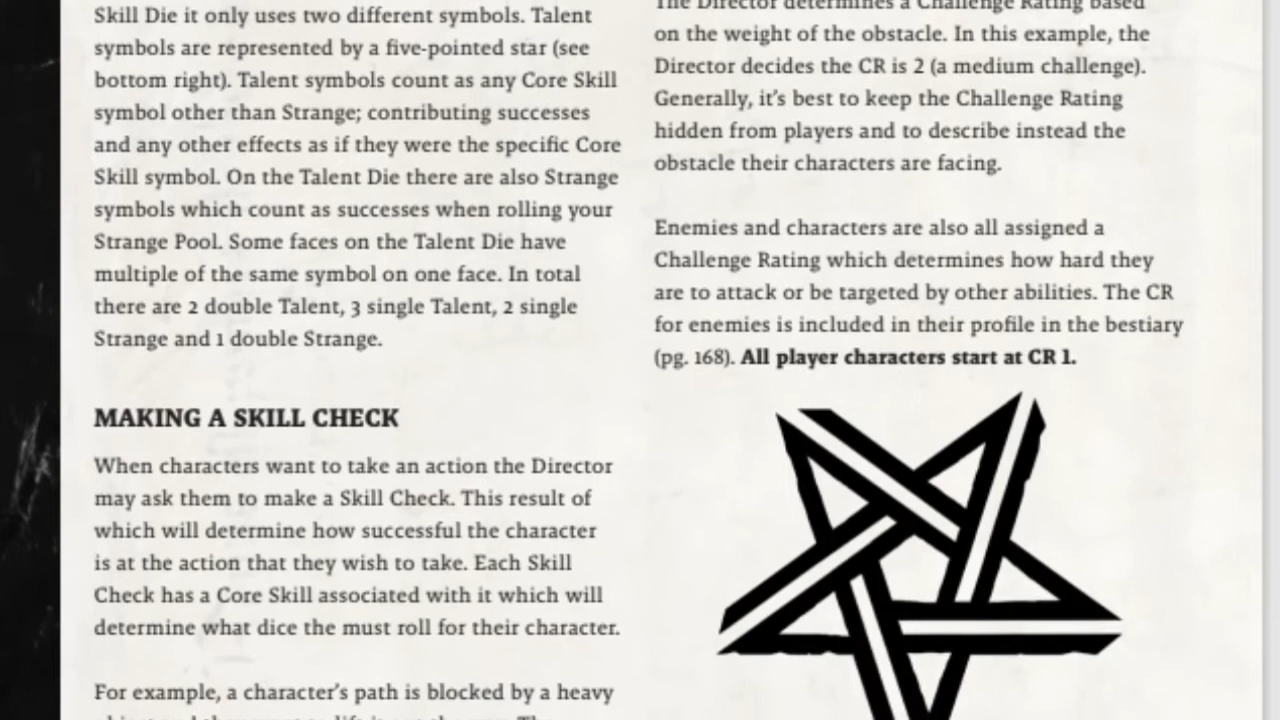 Skill Die it only uses two different symbols. Talent
symbols are represented by a five-pointed star (see
bottom right). Talent symbols count as any Core Skill
symbol other than Strange; contributing successes
and any other effects as if they were the specific Core
Skill symbol. On the Talent Die there are also Strange
symbols which count as successes when rolling your
Strange Pool. Some faces on the Talent Die have
multiple of the same symbol on one face. In total
there are 2 double Talent, 3 single Talent, 2 single
Strange and 1 double Strange.
MAKING A SKILL CHECK
When characters want to take an action the Director
may ask them to make a Skill Check. This result of
which will determine how successful the character
is at the action that they wish to take. Each Skill
Check has a Core Skill associated with it which will
determine what dice the must roll for their character.
For example, a character's path is blocked by a heavy
The Director determines a Challenge Rating based
on the weight of the obstacle. In this example, the
Director decides the CR is 2 (a medium challenge).
Generally, it's best to keep the Challenge Rating
hidden from players and to describe instead the
obstacle their characters are facing.
Enemies and characters are also all assigned a
Challenge Rating which determines how hard they
are to attack or be targeted by other abilities. The CR
for enemies is included in their profile in the bestiary
(pg. 168). All player characters start at CR 1.